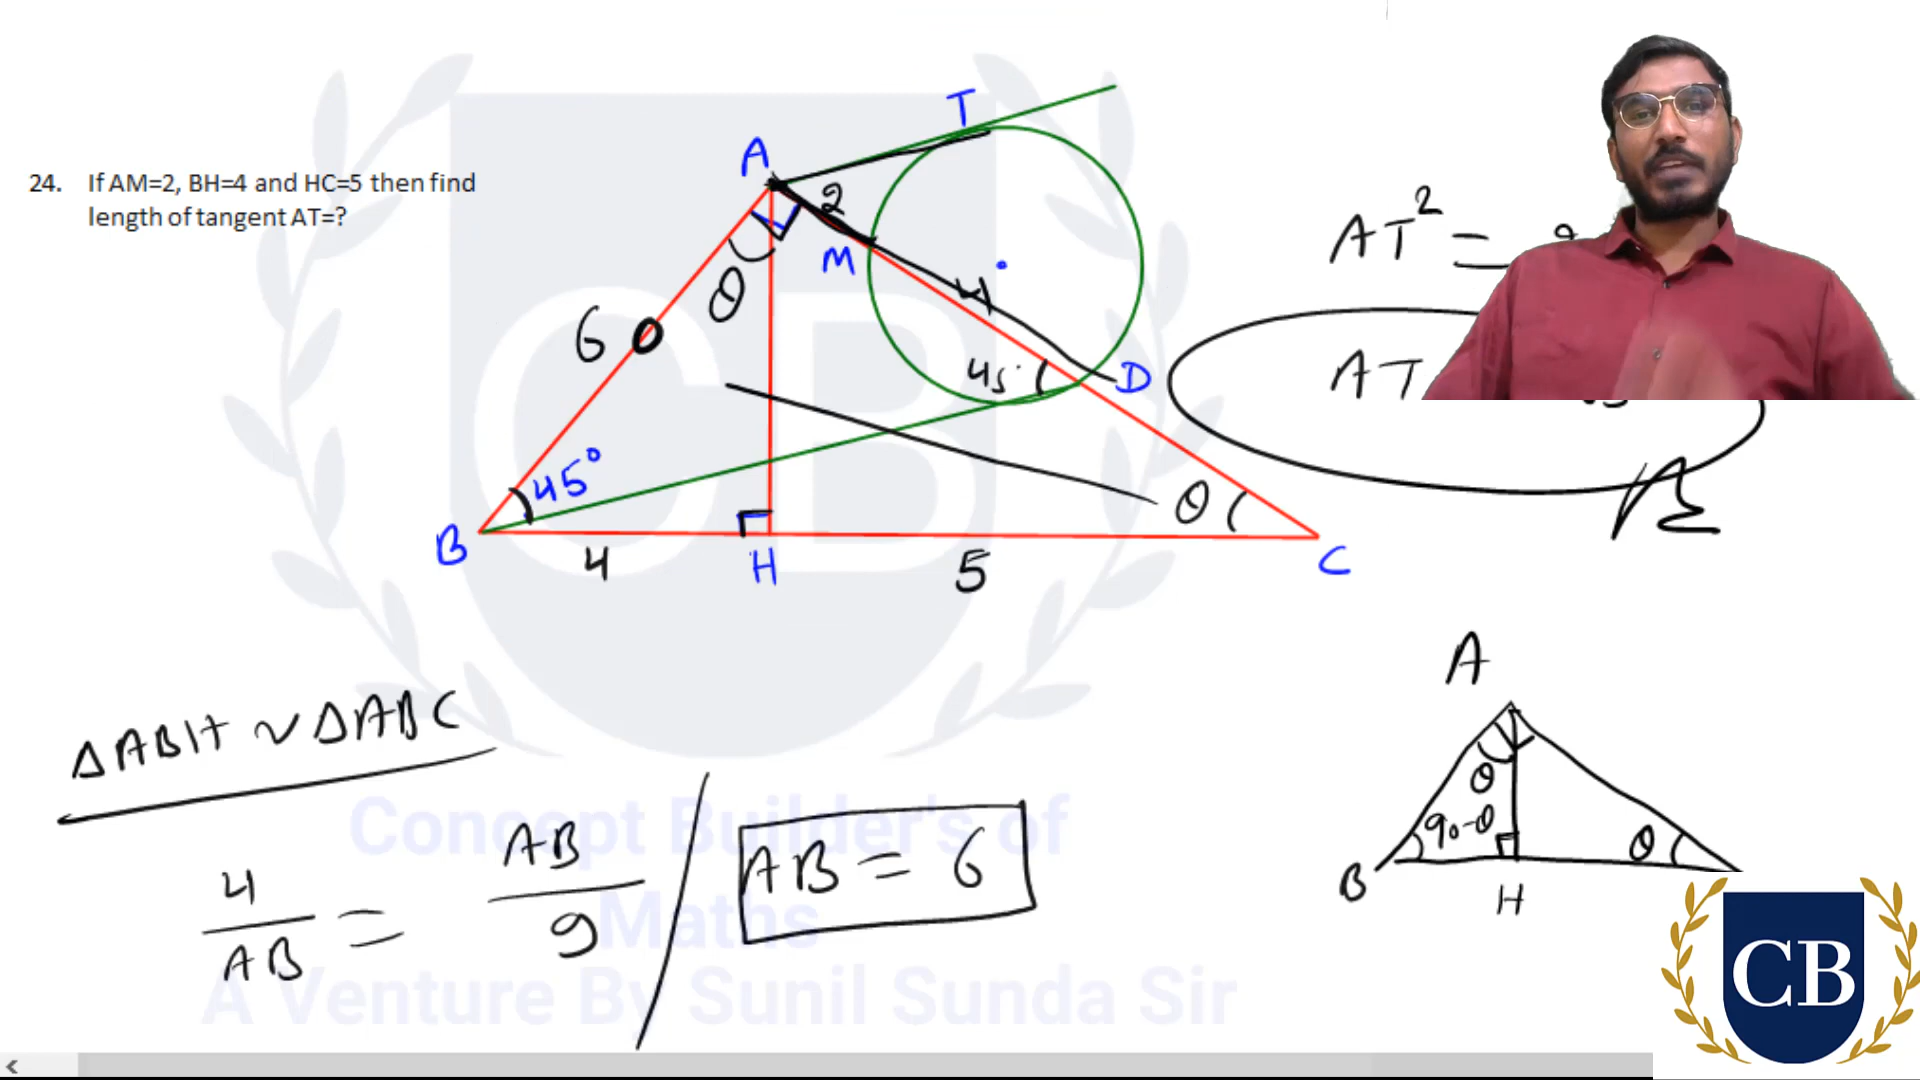 24. If AM=2, BH=4 and HC=5 then find
length of tangent AT=?
A
T
2
M
4
θ
6
45°
D
45°
θ
B
4
H
5
C
AT² =
AT
ΔABH ~ ΔABC
4/AB = AB/9
AB = 6
A
θ
90-θ
θ
B
H
CB
Concept Builder's of
Maths
A Venture By Sunil Sunda Sir
CB